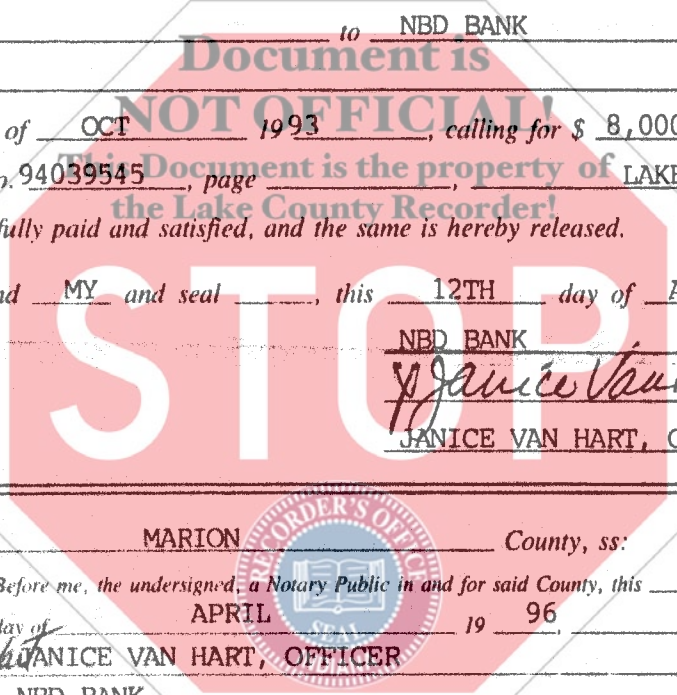 to NBD BANK
Document is
NOT OFFICIAL!
of OCT 1993, calling for $ 8,000
This Document is the property of
94039545, page , LAKE
the Lake County Recorder!
fully paid and satisfied, and the same is hereby released.
MY and seal , this 12TH day of
STOP
NBD BANK
Janice Van
JANICE VAN HART,
RECORDER'S OFFICE
MARION County, ss:
Before me, the undersigned, a Notary Public in and for said County, this
day of APRIL 19 96,
SEAL
JANICE VAN HART, OFFICER
NBD BANK